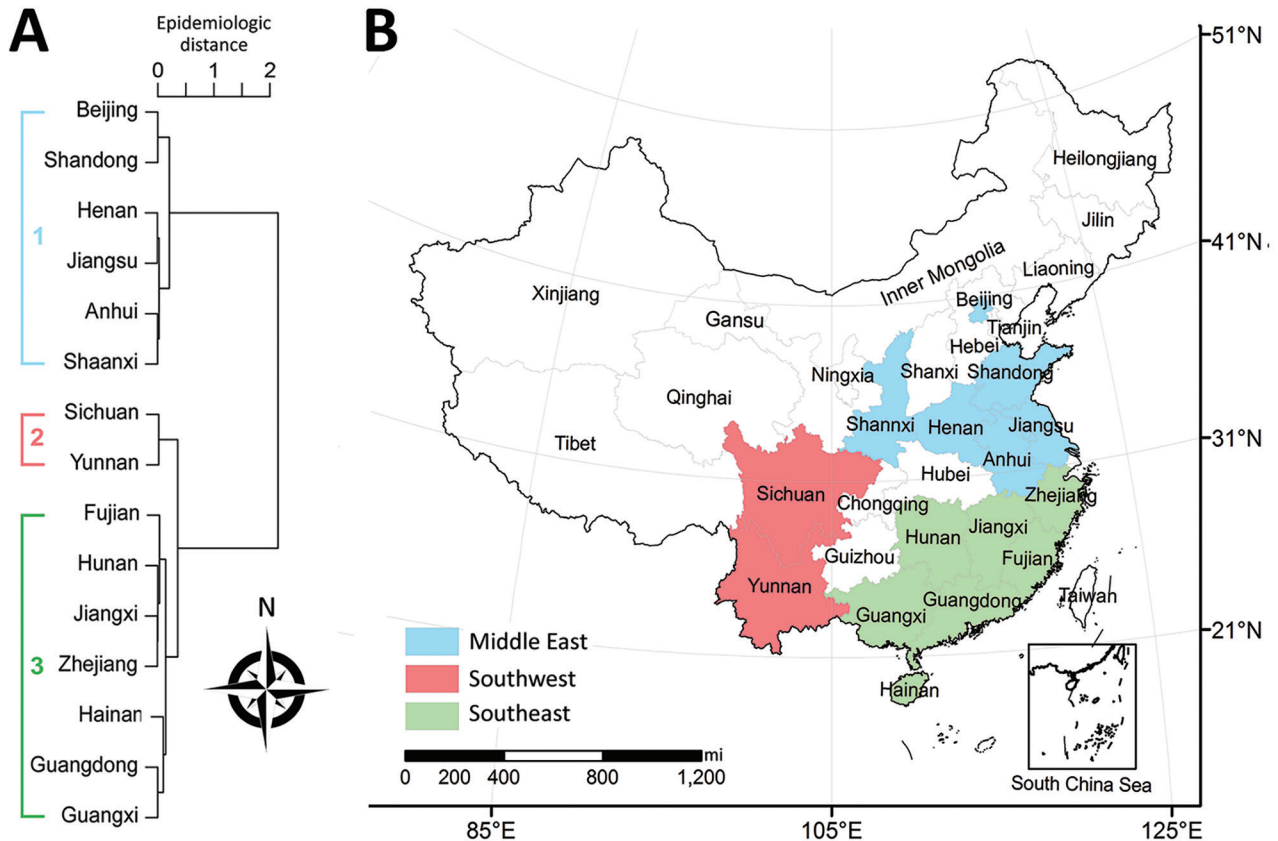 A
Epidemiologic
distance
0 1 2
Beijing
Shandong
Henan
1
Jiangsu
Anhui
Shaanxi
Sichuan
2
Yunnan
Fujian
Hunan
Jiangxi
3
Zhejiang
Hainan
Guangdong
Guangxi
N
B
51°N
41°N
31°N
21°N
Heilongjiang
Jilin
Liaoning
Inner Mongolia
Xinjiang
Beijing
Gansu
Tianjin
Hebei
Ningxia
Shanxi
Shandong
Qinghai
Shannxi
Henan
Jiangsu
Tibet
Anhui
Hubei
Sichuan
Chongqing
Zhejiang
Jiangxi
Hunan
Guizhou
Fujian
Yunnan
Guangdong
Taiwah
Guangxi
Hainan
Middle East
Southwest
Southeast
mi
0 200 400 800 1,200
South China Sea
85°E 105°E 125°E